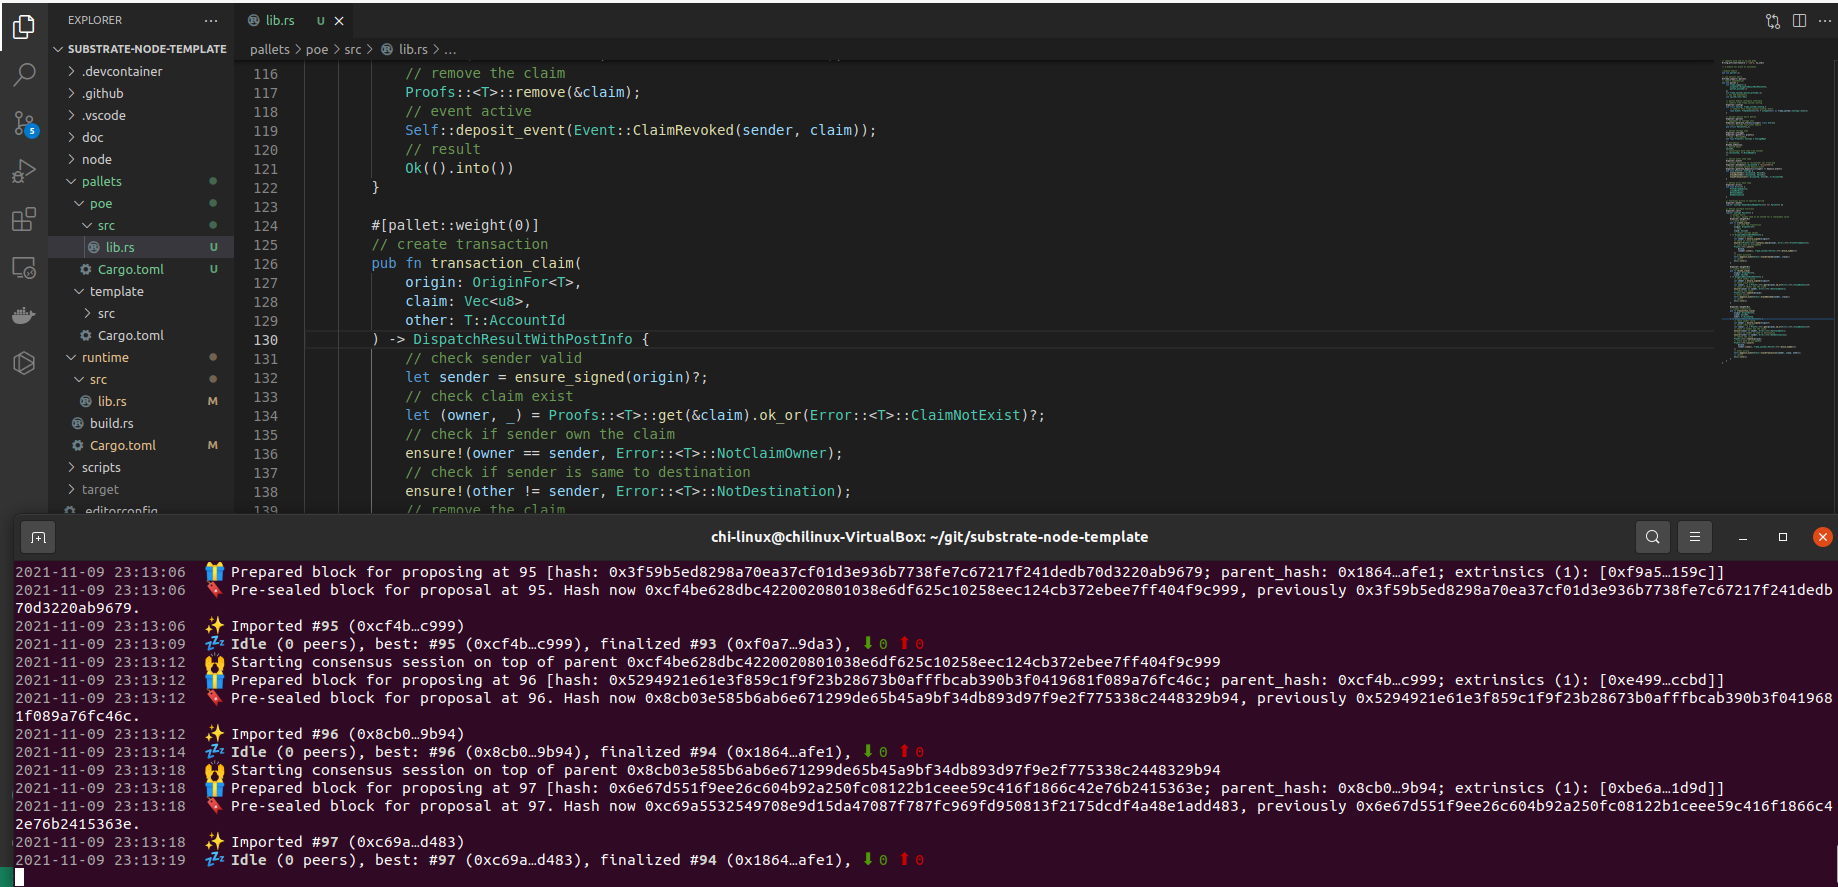 EXPLORER
SUBSTRATE-NODE-TEMPLATE
.devcontainer
.github
.vscode
doc
node
pallets
poe
src
lib.rs U
Cargo.toml U
template
src
Cargo.toml
runtime
src
lib.rs M
build.rs
Cargo.toml M
scripts
target
.editorconfig
5
lib.rs U
pallets > poe > src > lib.rs > ...
116 // remove the claim
117 Proofs::<T>::remove(&claim);
118 // event active
119 Self::deposit_event(Event::ClaimRevoked(sender, claim));
120 // result
121 Ok(().into())
122 }
123
124 #[pallet::weight(0)]
125 // create transaction
126 pub fn transaction_claim(
127 origin: OriginFor<T>,
128 claim: Vec<u8>,
129 other: T::AccountId
130 ) -> DispatchResultWithPostInfo {
131 // check sender valid
132 let sender = ensure_signed(origin)?;
133 // check claim exist
134 let (owner, _) = Proofs::<T>::get(&claim).ok_or(Error::<T>::ClaimNotExist)?;
135 // check if sender own the claim
136 ensure!(owner == sender, Error::<T>::NotClaimOwner);
137 // check if sender is same to destination
138 ensure!(other != sender, Error::<T>::NotDestination);
139 // remove the claim
chi-linux@chilinux-VirtualBox: ~/git/substrate-node-template
2021-11-09 23:13:06 🎁 Prepared block for proposing at 95 [hash: 0x3f59b5ed8298a70ea37cf01d3e936b7738fe7c67217f241dedb70d3220ab9679; parent_hash: 0x1864…afe1; extrinsics (1): [0xf9a5…159c]]
2021-11-09 23:13:06 🔖 Pre-sealed block for proposal at 95. Hash now 0xcf4be628dbc4220020801038e6df625c10258eec124cb372ebee7ff404f9c999, previously 0x3f59b5ed8298a70ea37cf01d3e936b7738fe7c67217f241dedb
70d3220ab9679.
2021-11-09 23:13:06 ✨ Imported #95 (0xcf4b…c999)
2021-11-09 23:13:09 💤 Idle (0 peers), best: #95 (0xcf4b…c999), finalized #93 (0xf0a7…9da3), ⬇ 0 ⬆ 0
2021-11-09 23:13:12 🙌 Starting consensus session on top of parent 0xcf4be628dbc4220020801038e6df625c10258eec124cb372ebee7ff404f9c999
2021-11-09 23:13:12 🎁 Prepared block for proposing at 96 [hash: 0x5294921e61e3f859c1f9f23b28673b0afffbcab390b3f0419681f089a76fc46c; parent_hash: 0xcf4b…c999; extrinsics (1): [0xe499…ccbd]]
2021-11-09 23:13:12 🔖 Pre-sealed block for proposal at 96. Hash now 0x8cb03e585b6ab6e671299de65b45a9bf34db893d97f9e2f775338c2448329b94, previously 0x5294921e61e3f859c1f9f23b28673b0afffbcab390b3f041968
1f089a76fc46c.
2021-11-09 23:13:12 ✨ Imported #96 (0x8cb0…9b94)
2021-11-09 23:13:14 💤 Idle (0 peers), best: #96 (0x8cb0…9b94), finalized #94 (0x1864…afe1), ⬇ 0 ⬆ 0
2021-11-09 23:13:18 🙌 Starting consensus session on top of parent 0x8cb03e585b6ab6e671299de65b45a9bf34db893d97f9e2f775338c2448329b94
2021-11-09 23:13:18 🎁 Prepared block for proposing at 97 [hash: 0x6e67d551f9ee26c604b92a250fc08122b1ceee59c416f1866c42e76b2415363e; parent_hash: 0x8cb0…9b94; extrinsics (1): [0xbe6a…1d9d]]
2021-11-09 23:13:18 🔖 Pre-sealed block for proposal at 97. Hash now 0xc69a5532549708e9d15da47087f787fc969fd950813f2175dcdf4a48e1add483, previously 0x6e67d551f9ee26c604b92a250fc08122b1ceee59c416f1866c4
2e76b2415363e.
2021-11-09 23:13:18 ✨ Imported #97 (0xc69a…d483)
2021-11-09 23:13:19 💤 Idle (0 peers), best: #97 (0xc69a…d483), finalized #94 (0x1864…afe1), ⬇ 0 ⬆ 0